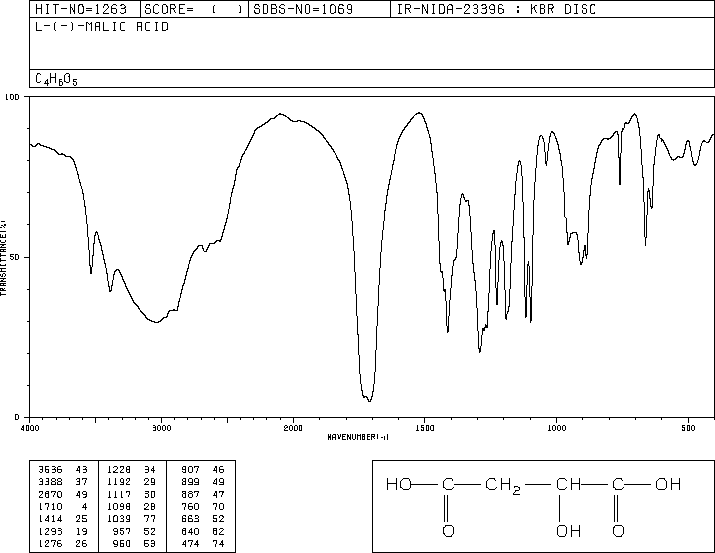 HIT-NO=1263 SCORE= ( ) SDBS-NO=1069 IR-NIDA-23396 : KBR DISC
L-(-)-MALIC ACID
C4H6O5
100
TRANSMITTANCE(%)
50
0
4000 3000 2000 1500 1000 500
WAVENUMBER(-1)
3536 43 1228 34 907 46
3388 37 1192 29 899 49
2670 49 1117 30 887 47
1710 4 1098 28 760 70
1414 25 1039 77 663 52
1293 19 957 52 640 62
1276 26 950 53 474 74
HO C CH2 CH C OH
O OH O